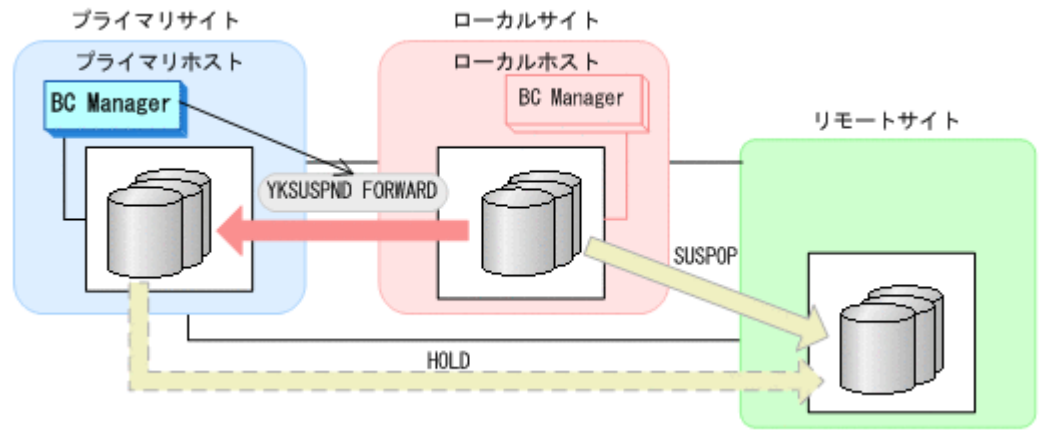 プライマリサイト
ローカルサイト
プライマリホスト
ローカルホスト
BC Manager
BC Manager
リモートサイト
YKSUSPND FORWARD
SUSPOP
HOLD